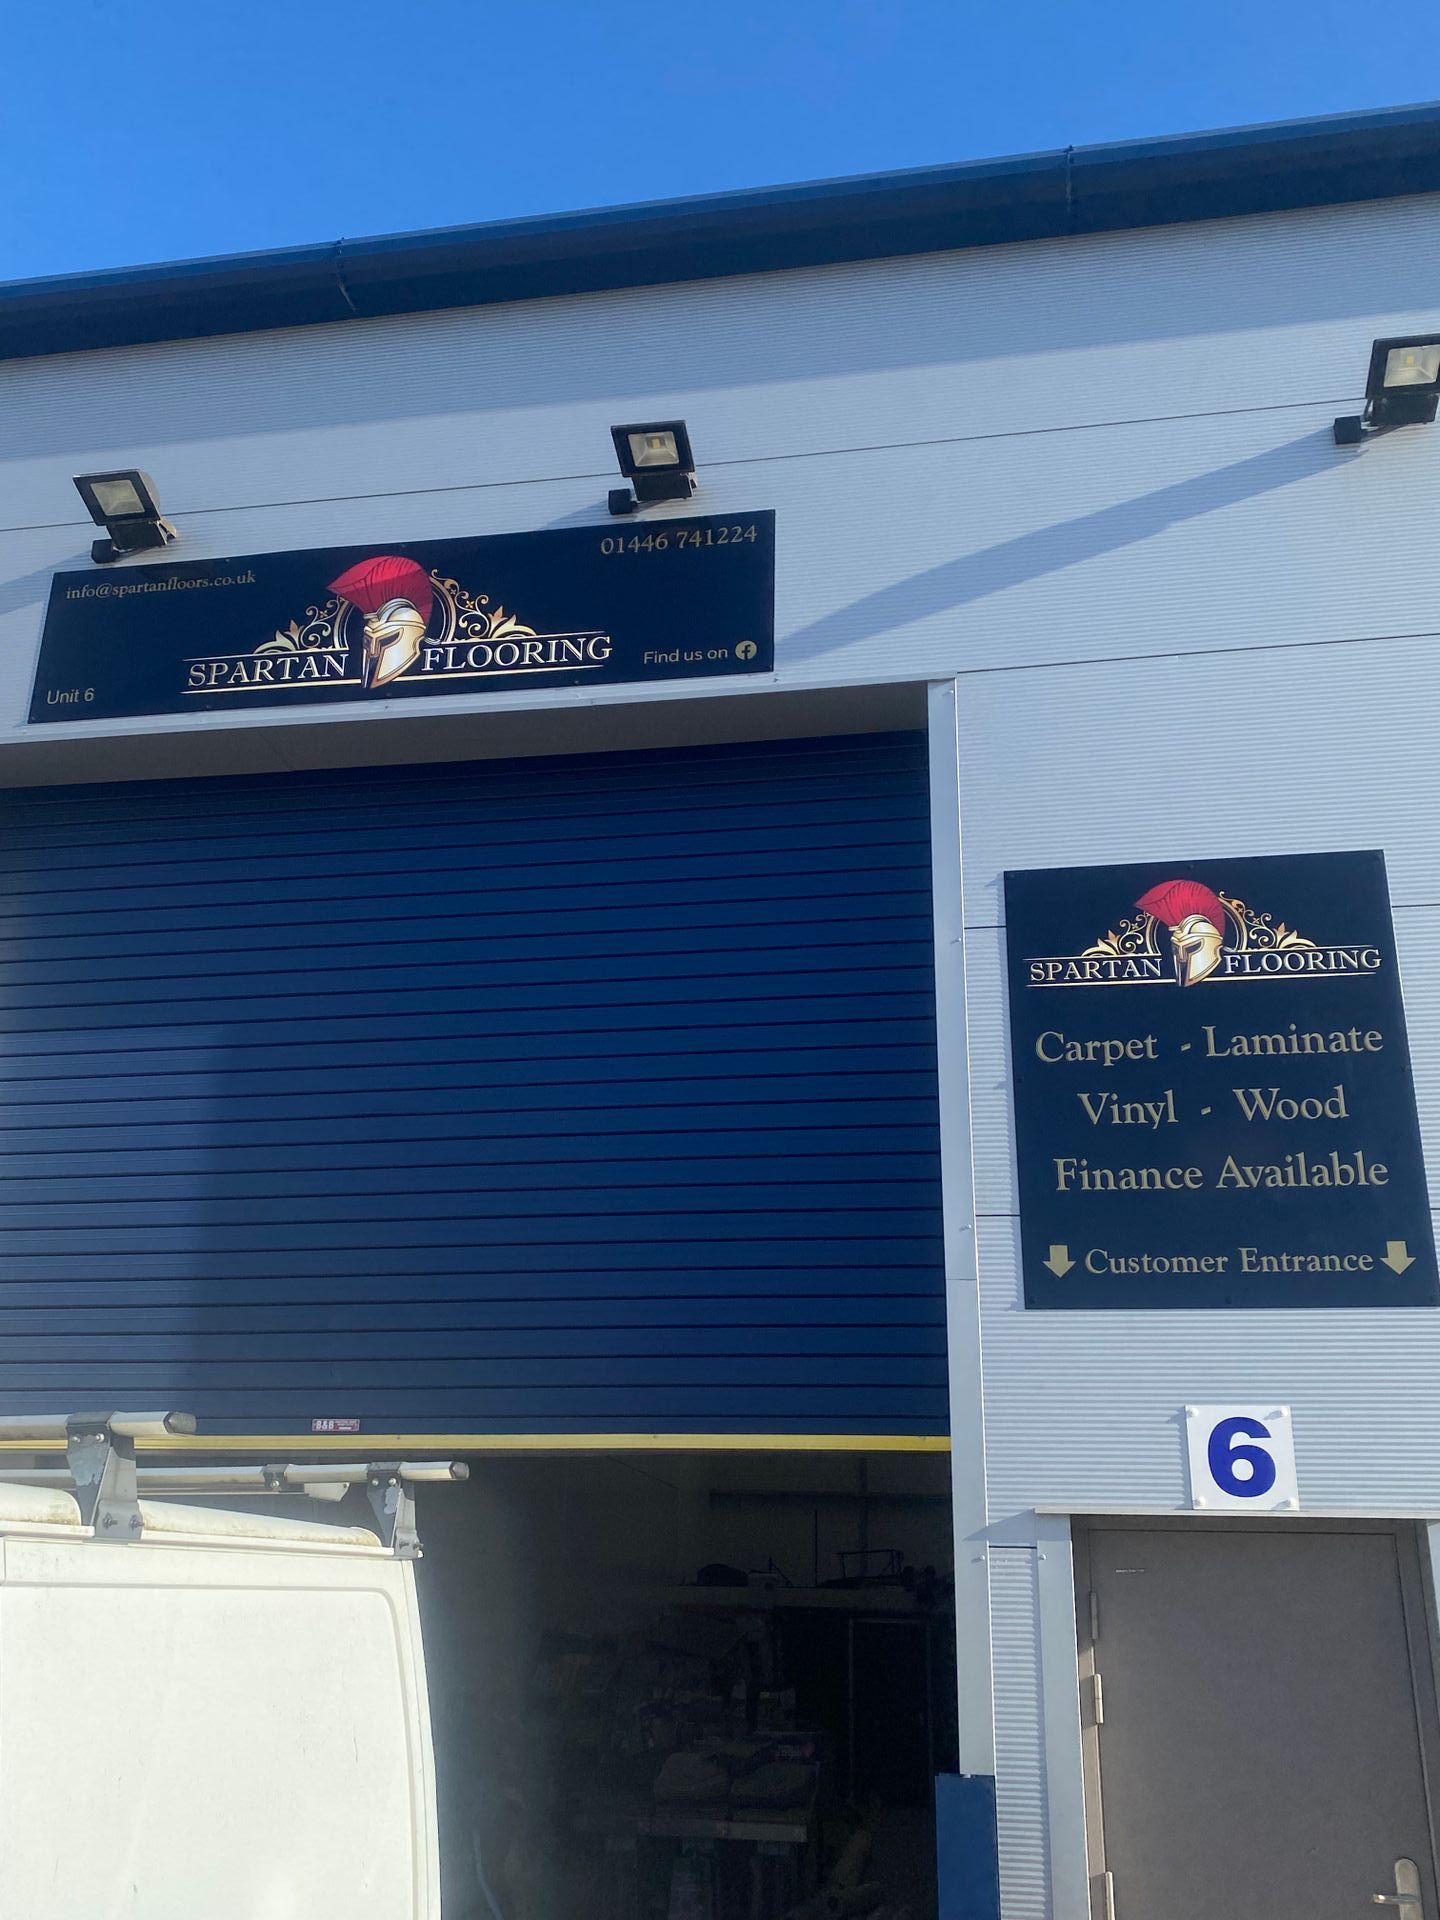 info@spartanfloors.co.uk
01446 741224
SPARTAN FLOORING
Unit 6
Find us on
SPARTAN FLOORING
Carpet - Laminate
Vinyl - Wood
Finance Available
Customer Entrance
B&B
6